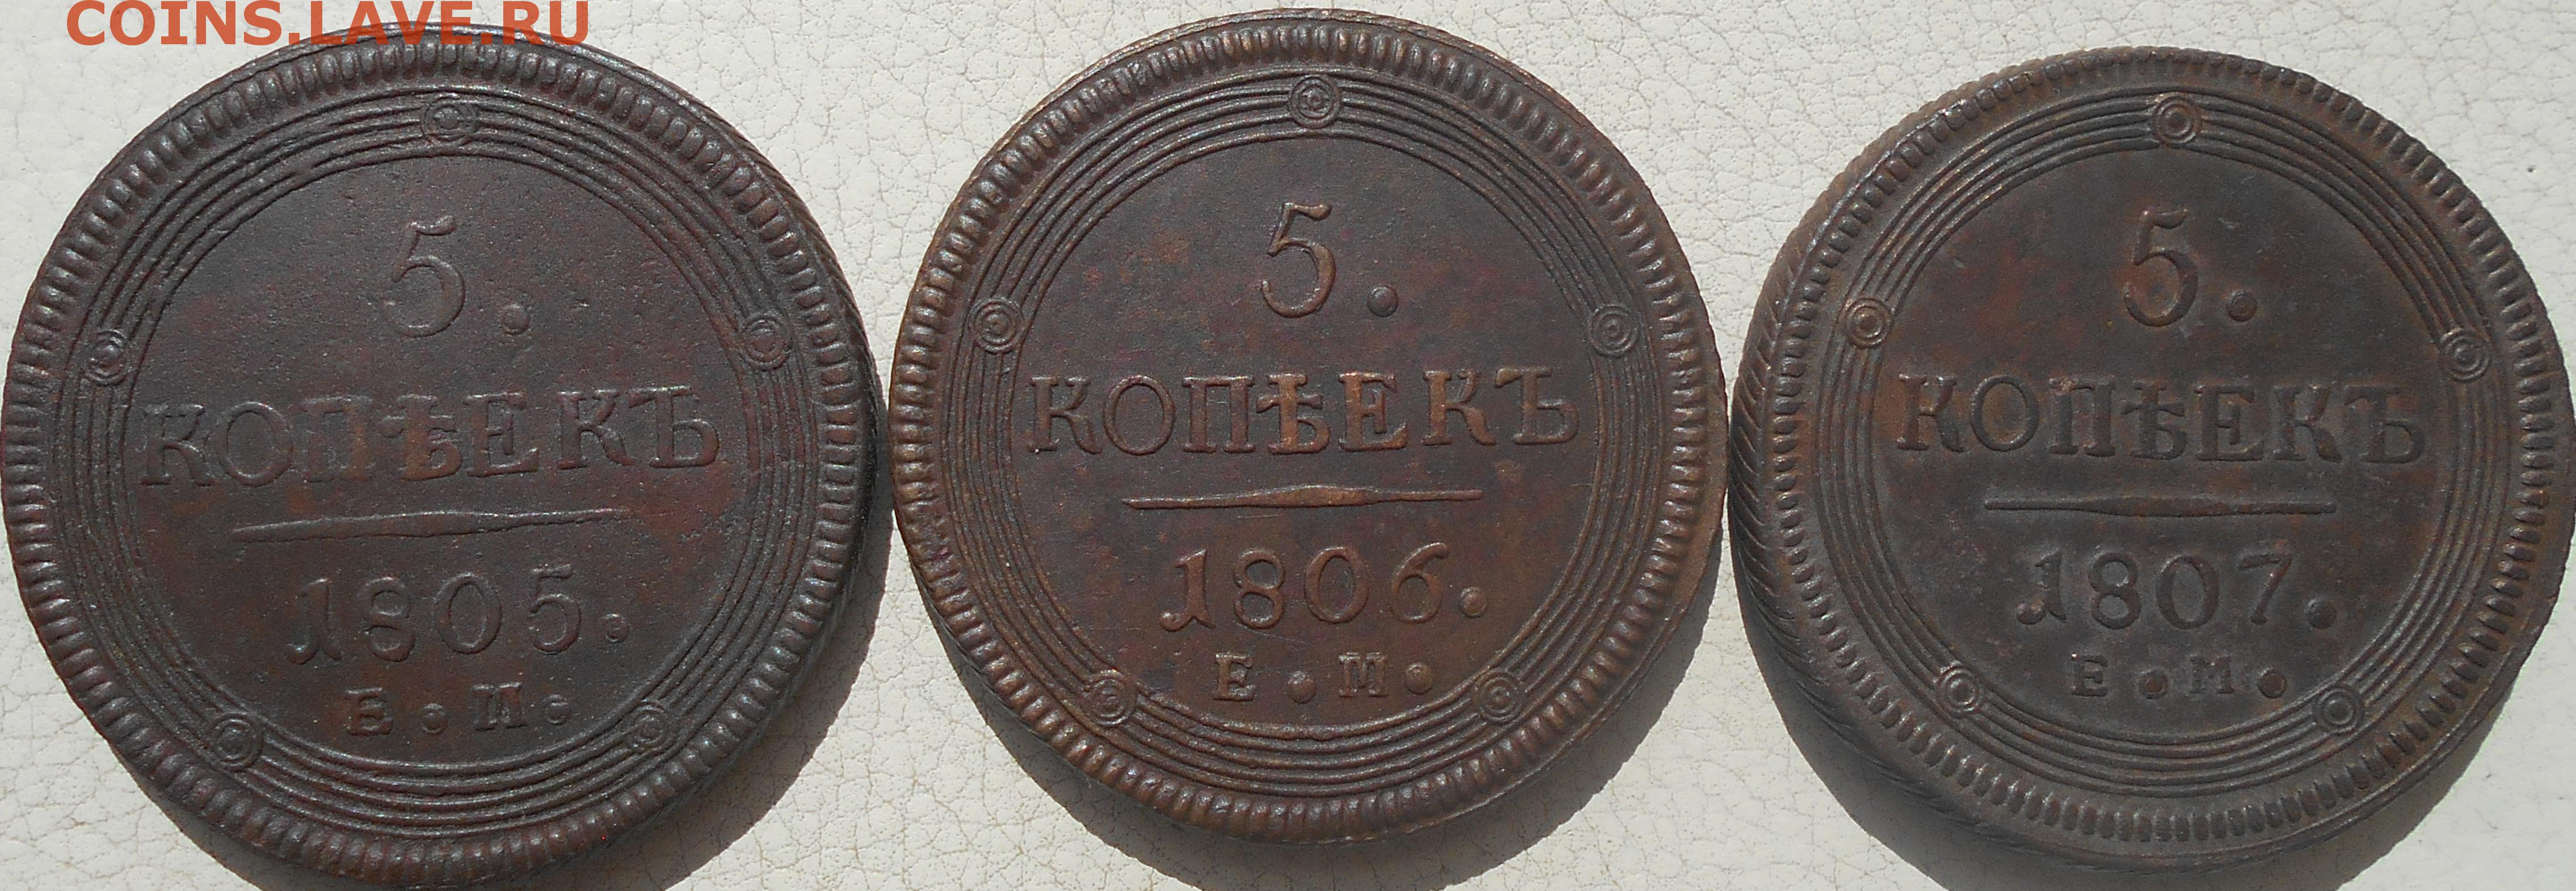 COINS.LAVE.RU
5.
КОПѢЕКЪ
1805.
Е.М.
5.
КОПѢЕКЪ
1806.
Е.М.
5.
КОПѢЕКЪ
1807.
Е.М.